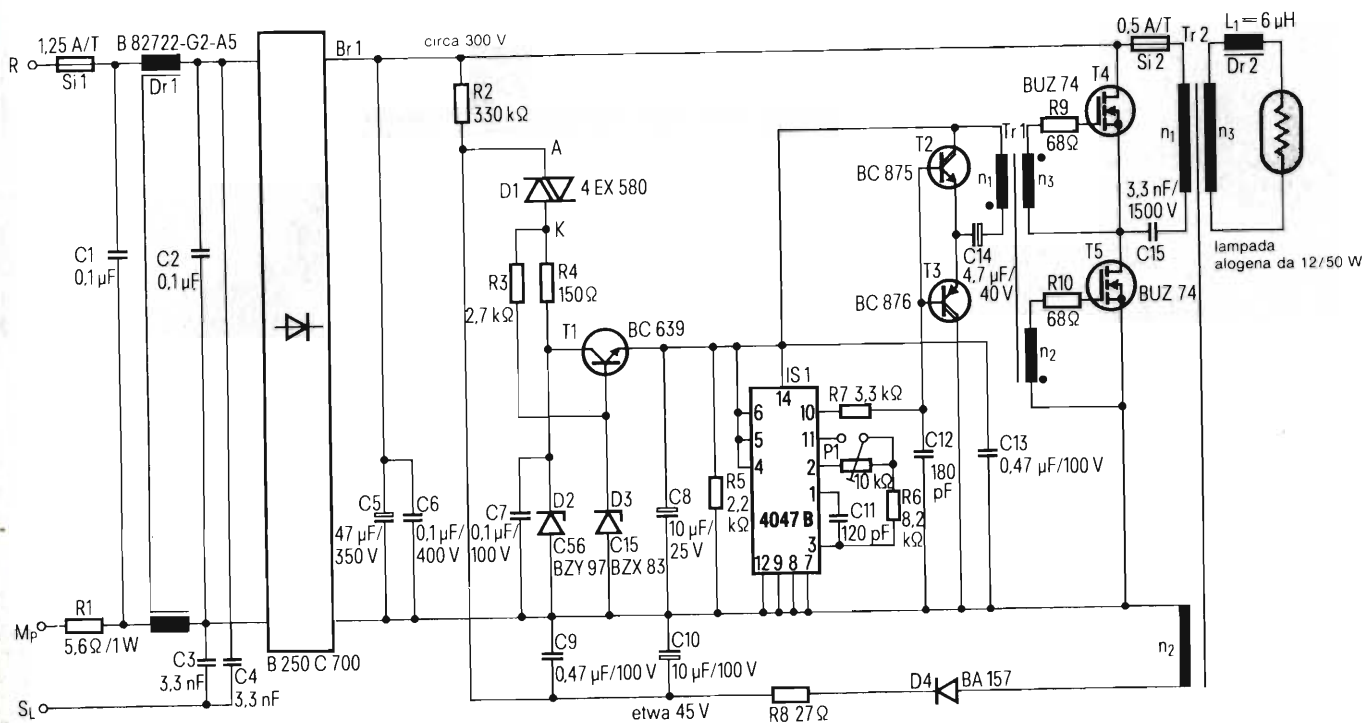 R
1,25 A/T
Si 1
B 82722-G2-A5
Dr 1
Br 1
circa 300 V
R2
330 kΩ
A
D1
4 EX 580
K
R3
2,7 kΩ
R4
150Ω
T1
BC 639
C1
0,1 µF
C2
0,1 µF
C5
47 µF/
350 V
C6
0,1 µF/
400 V
C7
0,1 µF/
100 V
D2
C56
BZY 97
D3
C15
BZX 83
C8
10 µF/
25 V
R5
2,2
kΩ
IS 1
14
6
5
4
10
11
2
1
3
4047 B
12
9
8
7
R7 3,3 kΩ
P1
10 kΩ
C11
120 pF
R6
8,2
kΩ
C12
180
pF
C13
0,47 µF/100 V
T2
BC 875
T3
BC 876
C14
4,7 µF/
40 V
Tr 1
n1
n3
n2
R9
68Ω
R10
68Ω
T4
BUZ 74
T5
BUZ 74
0,5 A/T
Si 2
3,3 nF/
1500 V
C15
Tr 2
n1
n3
L1 = 6 µH
Dr 2
lampada
alogena da 12/50 W
MP
R1
5,6Ω/1W
C3
3,3 nF
C4
3,3 nF
SL
B 250 C 700
C9
0,47 µF/100 V
C10
10 µF/100 V
etwa 45 V
R8 27Ω
D4
BA 157
n2